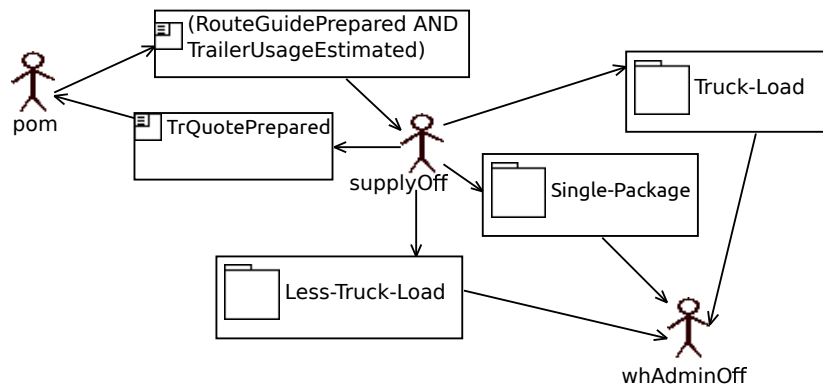 (RouteGuidePrepared AND
TrailerUsageEstimated)
Truck-Load
pom
TrQuotePrepared
supplyOff
Single-Package
Less-Truck-Load
whAdminOff